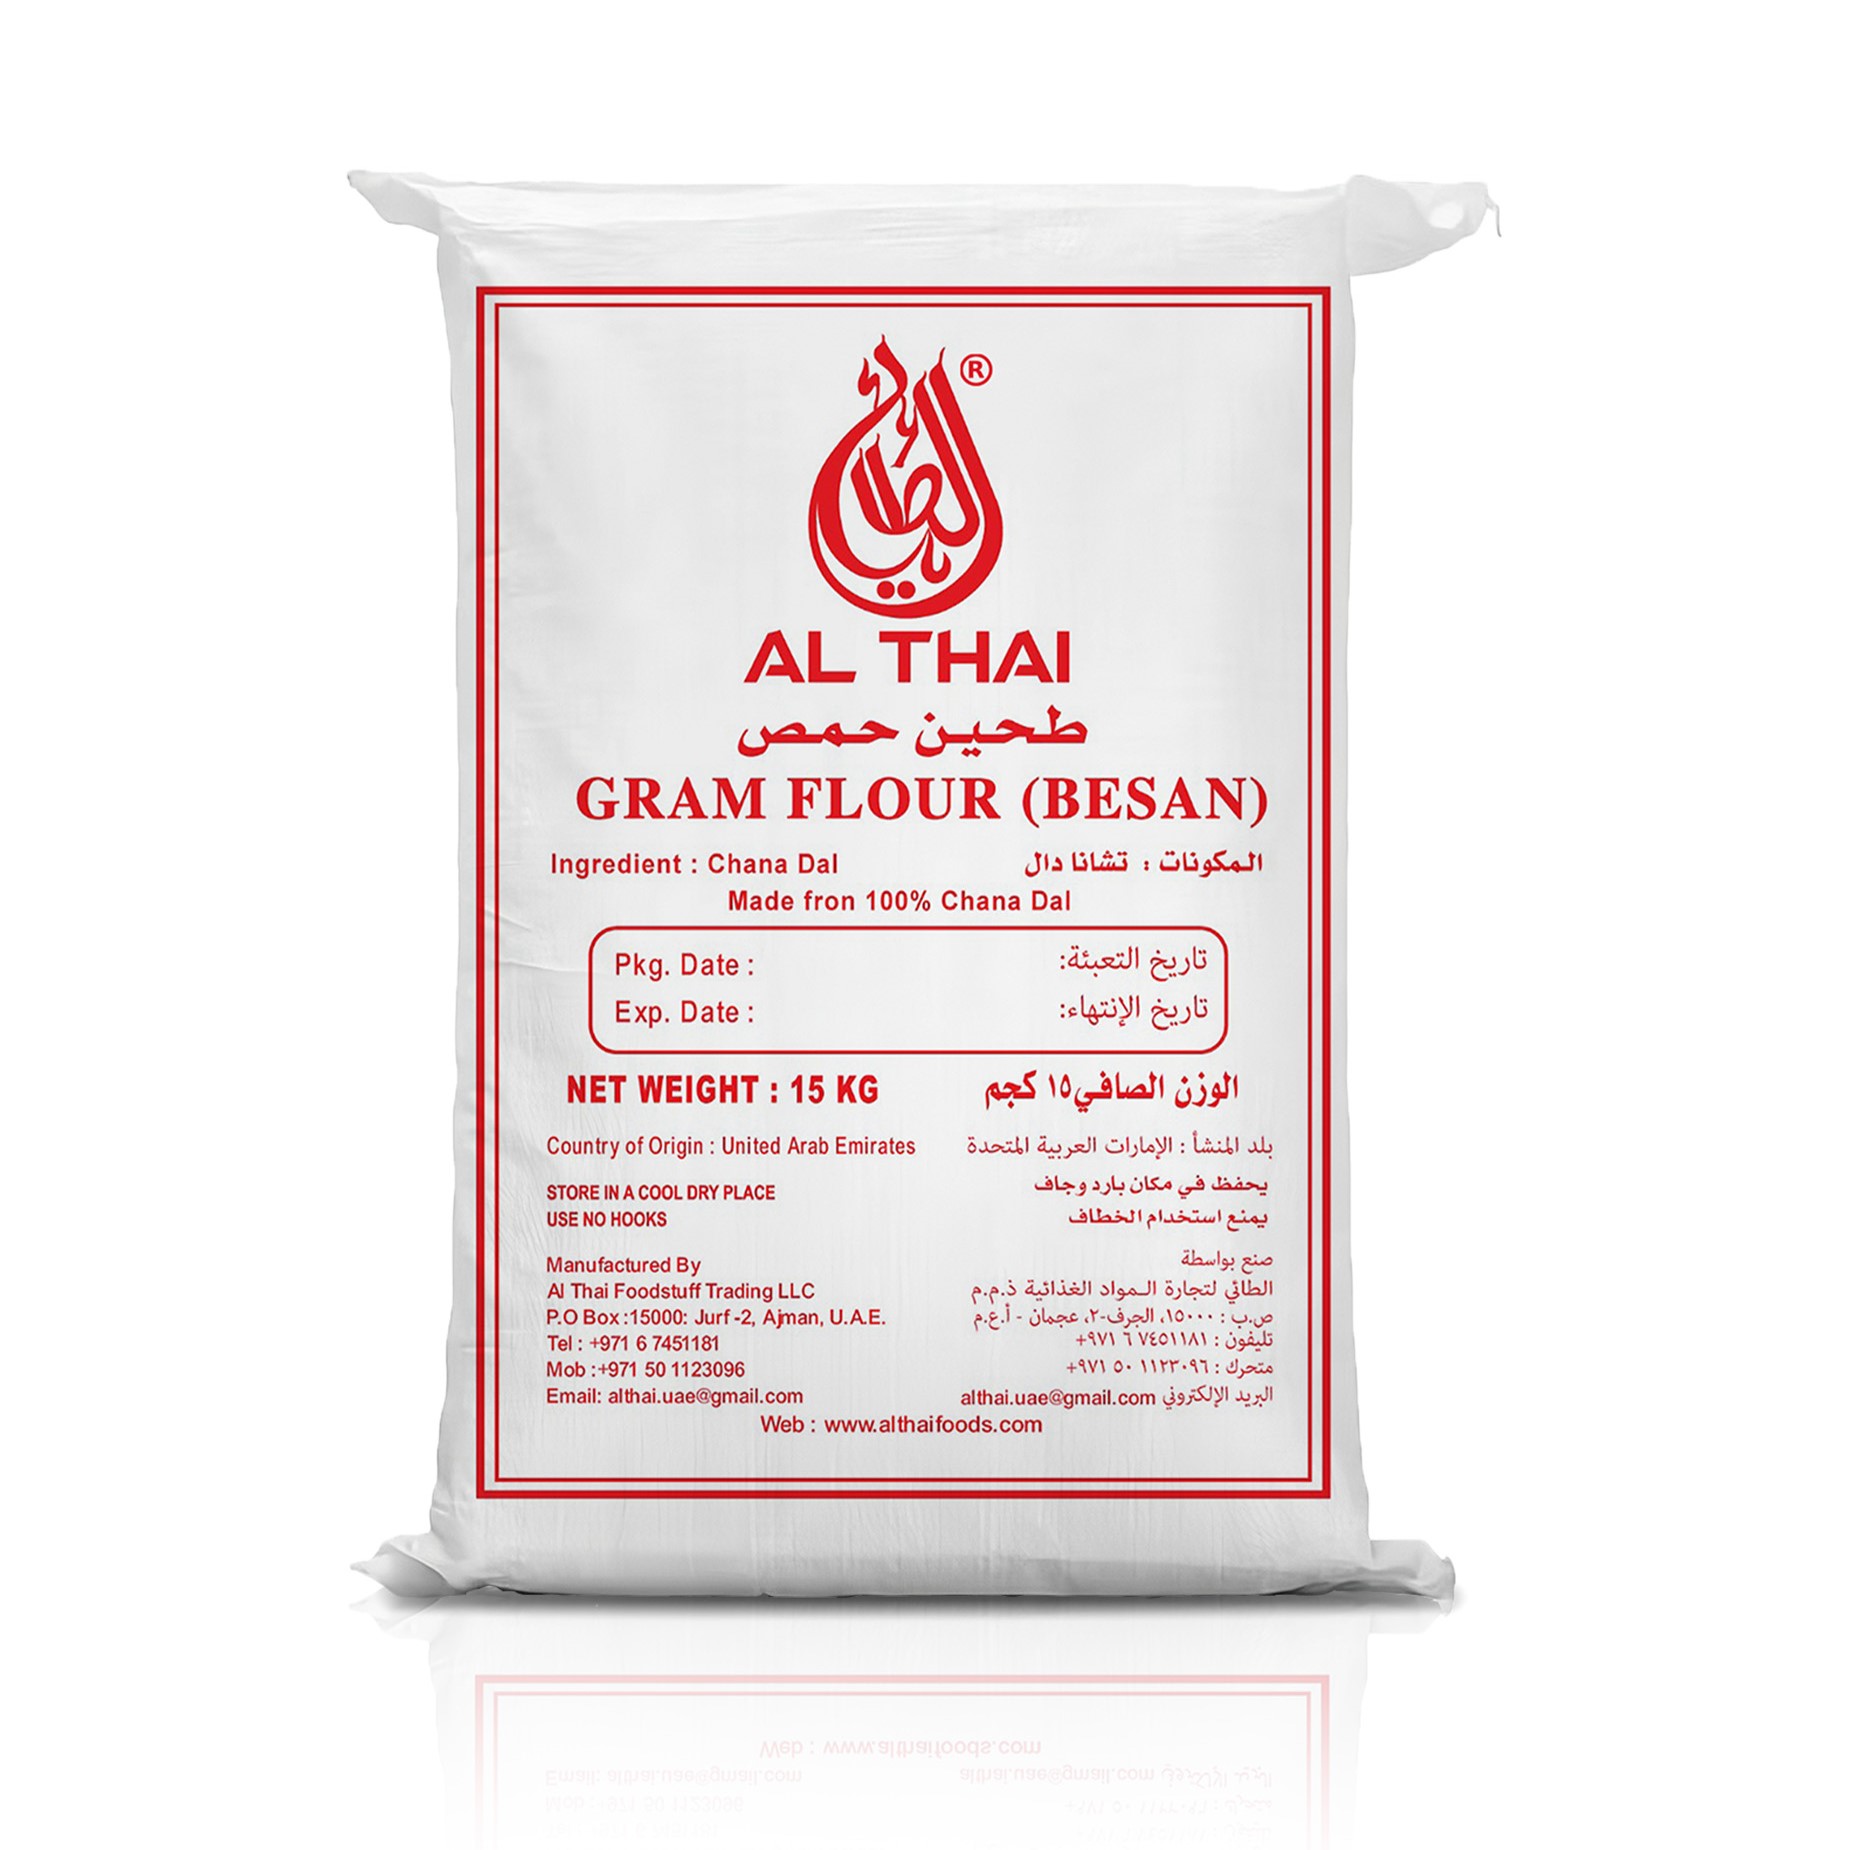 الطائي
®
AL THAI
طحين حمص
GRAM FLOUR (BESAN)
Ingredient : Chana Dal المكونات : تشانا دال
Made fron 100% Chana Dal
Pkg. Date : تاريخ التعبئة:
Exp. Date : تاريخ الإنتهاء:
NET WEIGHT : 15 KG الوزن الصافي١٥ كجم
Country of Origin : United Arab Emirates بلد المنشأ : الإمارات العربية المتحدة
STORE IN A COOL DRY PLACE يحفظ في مكان بارد وجاف
USE NO HOOKS يمنع استخدام الخطاف
Manufactured By صنع بواسطة
Al Thai Foodstuff Trading LLC الطائي لتجارة المواد الغذائية ذ.م.م
P.O Box :15000: Jurf -2, Ajman, U.A.E. ص.ب : ١٥٠٠٠، الجرف-٢، عجمان - أ.ع.م
Tel : +971 6 7451181 تليفون : ٧٤٥١١٨١ ٦ ٩٧١+
Mob :+971 50 1123096 متحرك : ١١٢٣٠٩٦ ٥٠ ٩٧١+
Email: althai.uae@gmail.com البريد الإلكتروني althai.uae@gmail.com
Web : www.althaifoods.com